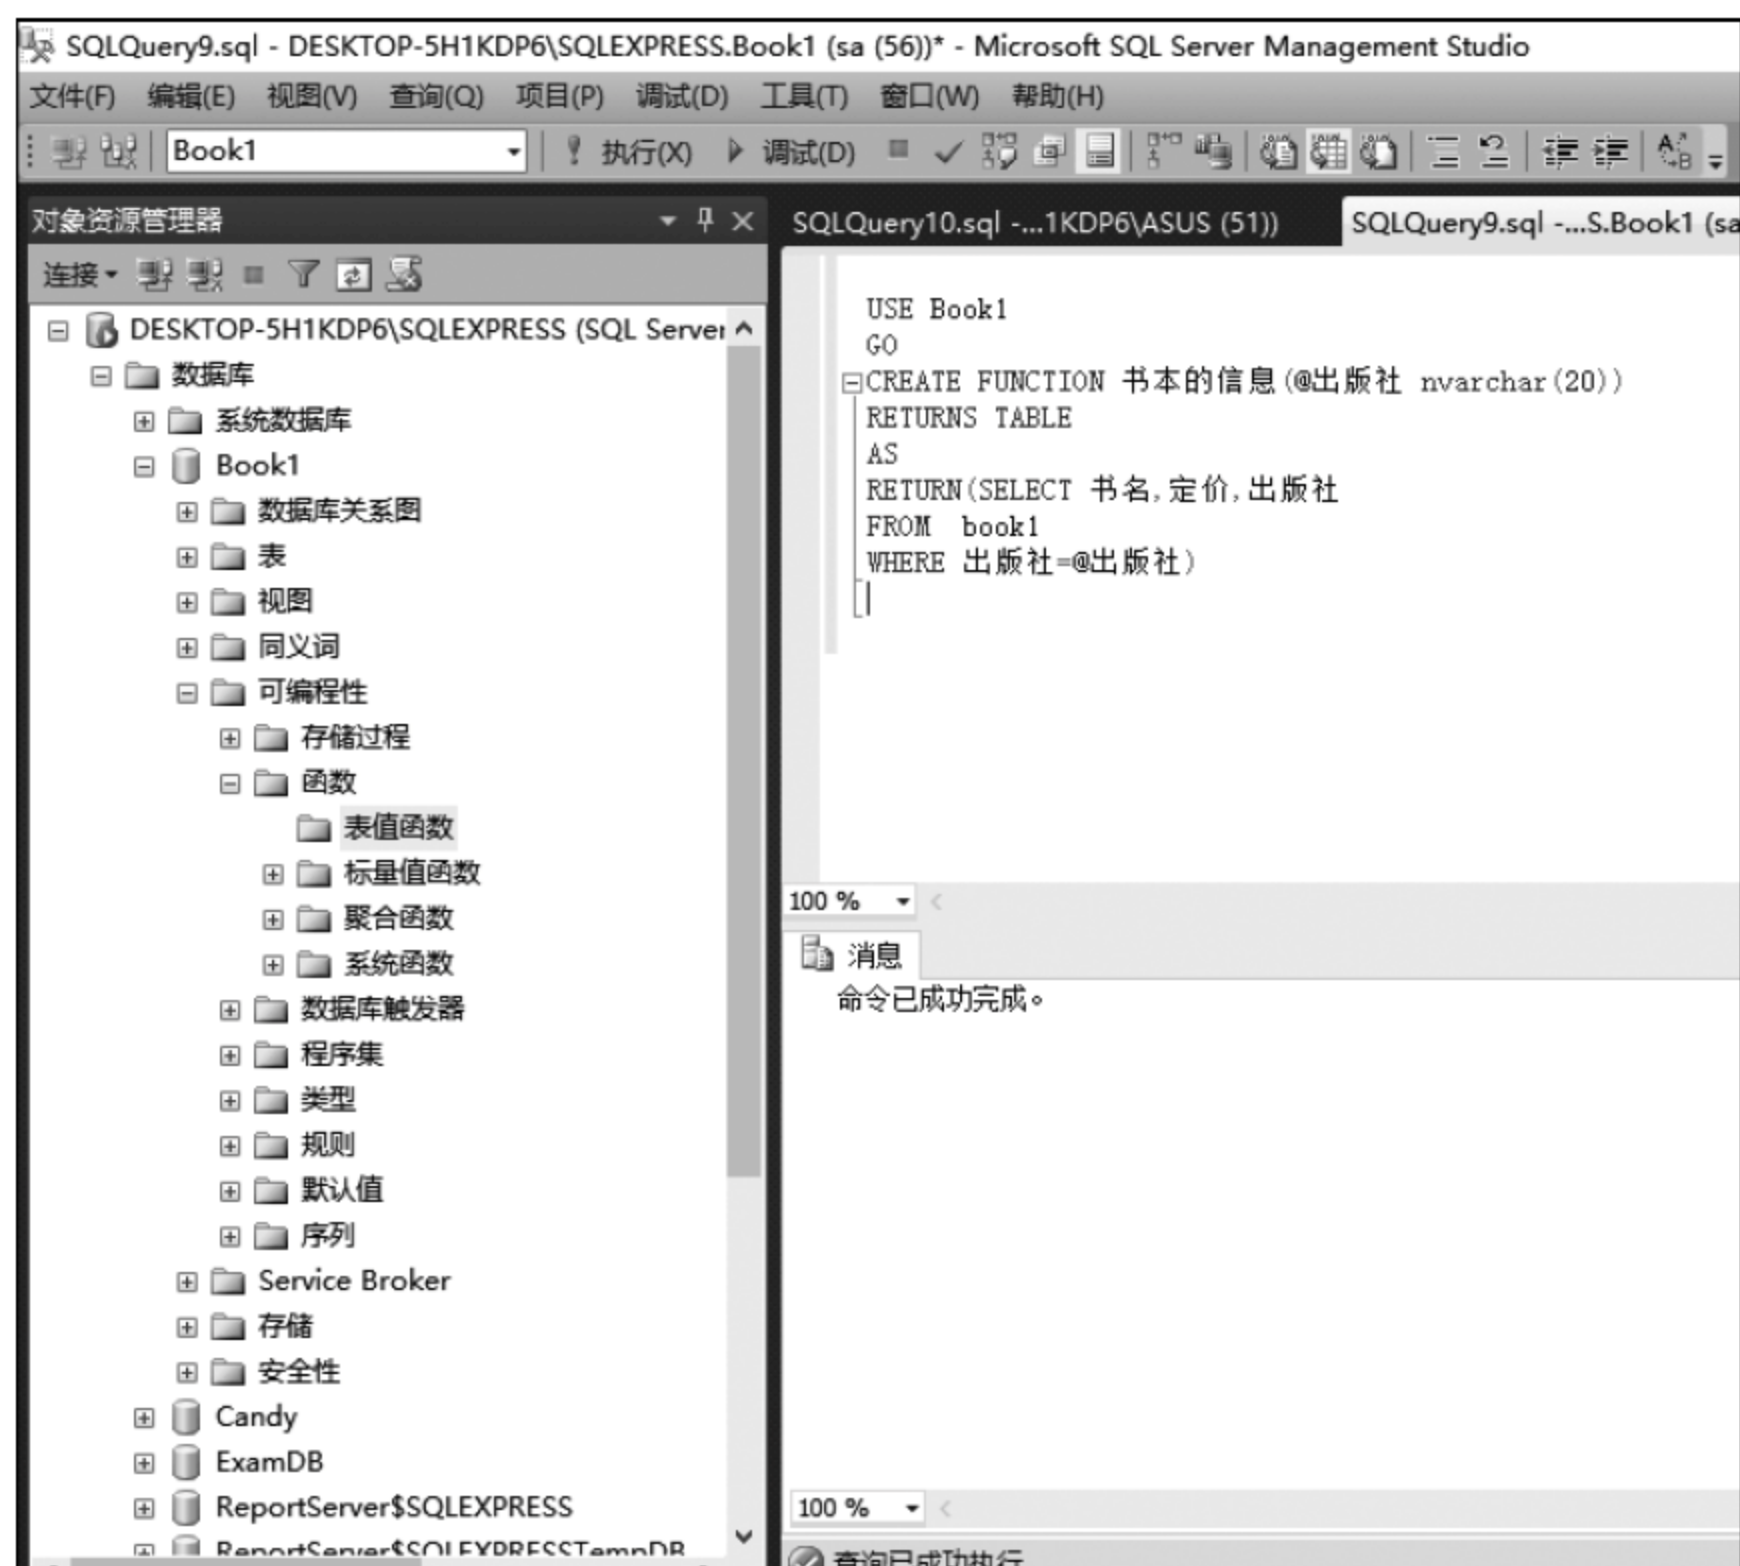 SQLQuery9.sql - DESKTOP-5H1KDP6\SQLEXPRESS.Book1 (sa (56))* - Microsoft SQL Server Management Studio
文件(F) 编辑(E) 视图(V) 查询(Q) 项目(P) 调试(D) 工具(T) 窗口(W) 帮助(H)
Book1 执行(X) 调试(D)
对象资源管理器
连接
DESKTOP-5H1KDP6\SQLEXPRESS (SQL Server
数据库
系统数据库
Book1
数据库关系图
表
视图
同义词
可编程性
存储过程
函数
表值函数
标量值函数
聚合函数
系统函数
数据库触发器
程序集
类型
规则
默认值
序列
Service Broker
存储
安全性
Candy
ExamDB
ReportServer$SQLEXPRESS
ReportServer$SQLEXPRESSTempDB
SQLQuery10.sql -...1KDP6\ASUS (51)) SQLQuery9.sql -...S.Book1 (sa
USE Book1
GO
CREATE FUNCTION 书本的信息(@出版社 nvarchar(20))
RETURNS TABLE
AS
RETURN(SELECT 书名,定价,出版社
FROM book1
WHERE 出版社=@出版社)
100 %
消息
命令已成功完成。
100 %
查询已成功执行